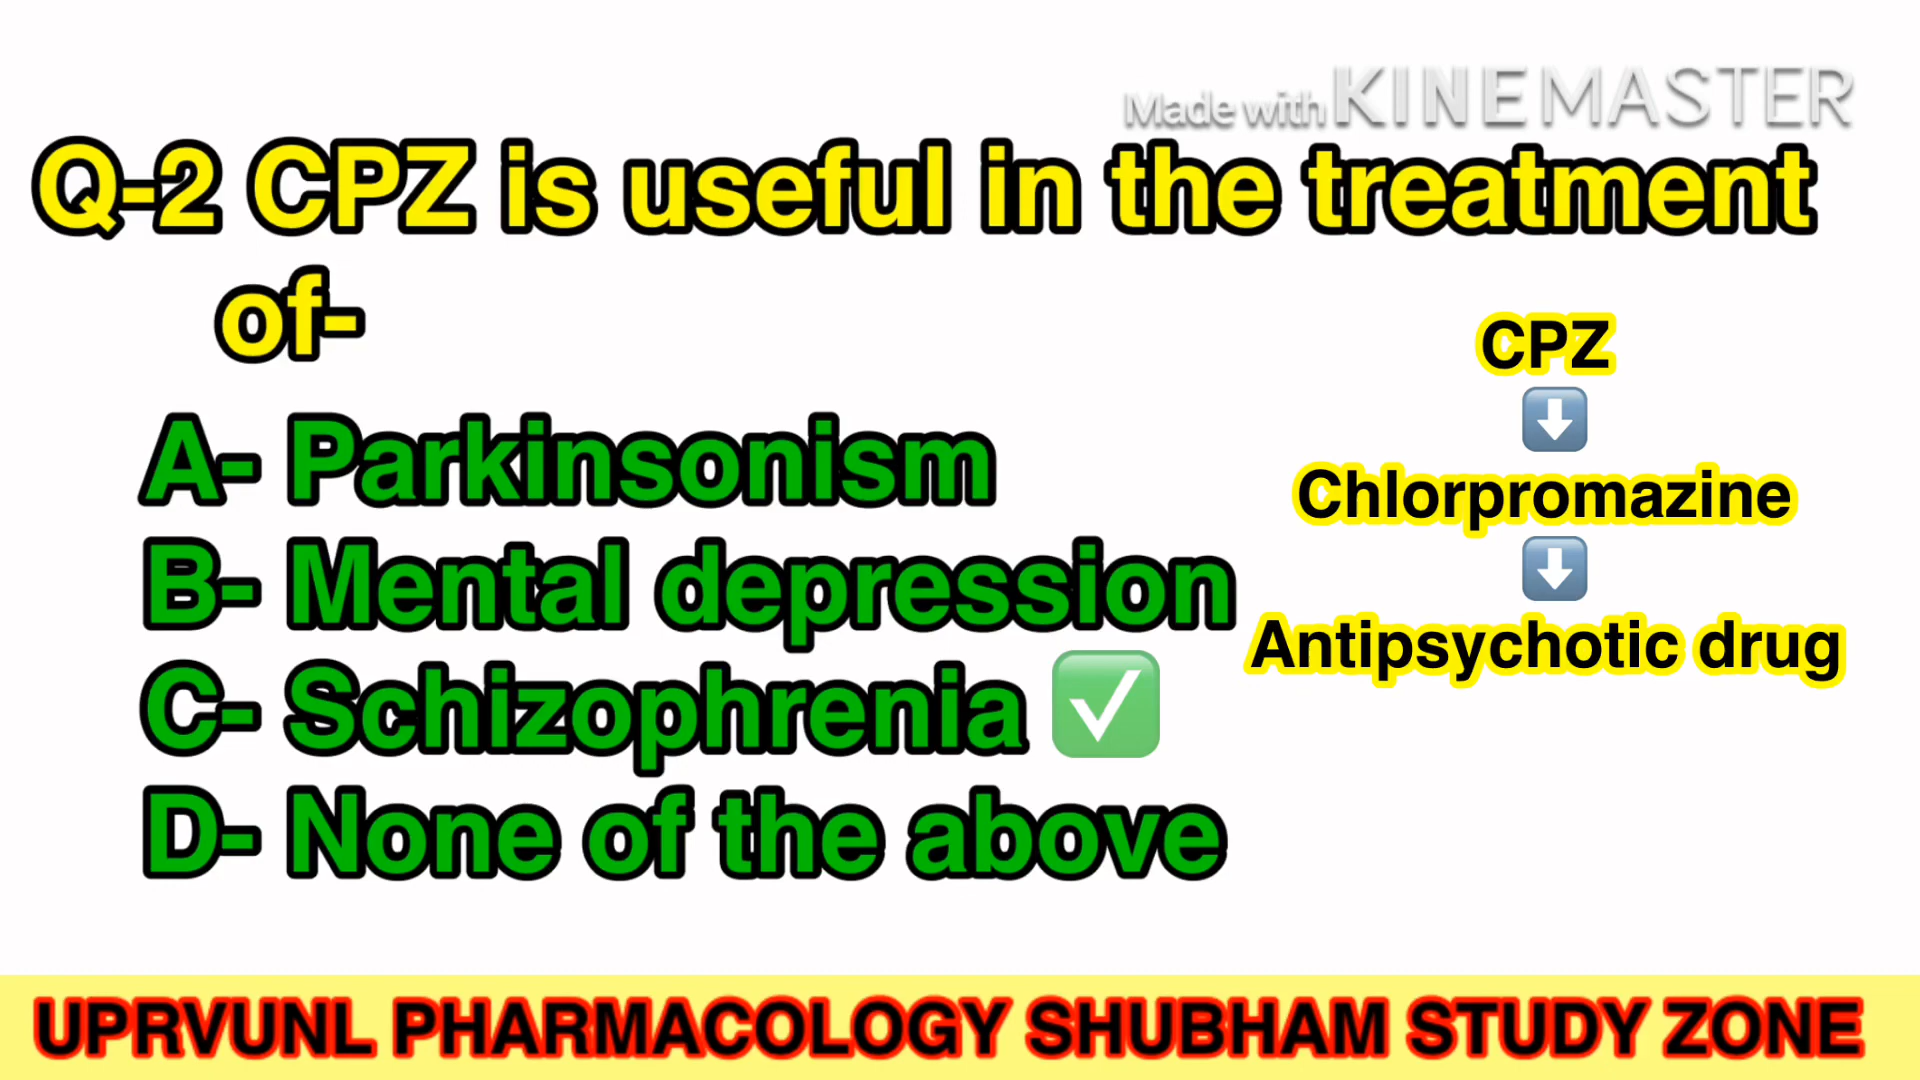 Made with KINEMASTER
Q-2 CPZ is useful in the treatment
of-
A- Parkinsonism
B- Mental depression
C- Schizophrenia ✅
D- None of the above
CPZ
⬇️
Chlorpromazine
⬇️
Antipsychotic drug
UPRVUNL PHARMACOLOGY SHUBHAM STUDY ZONE